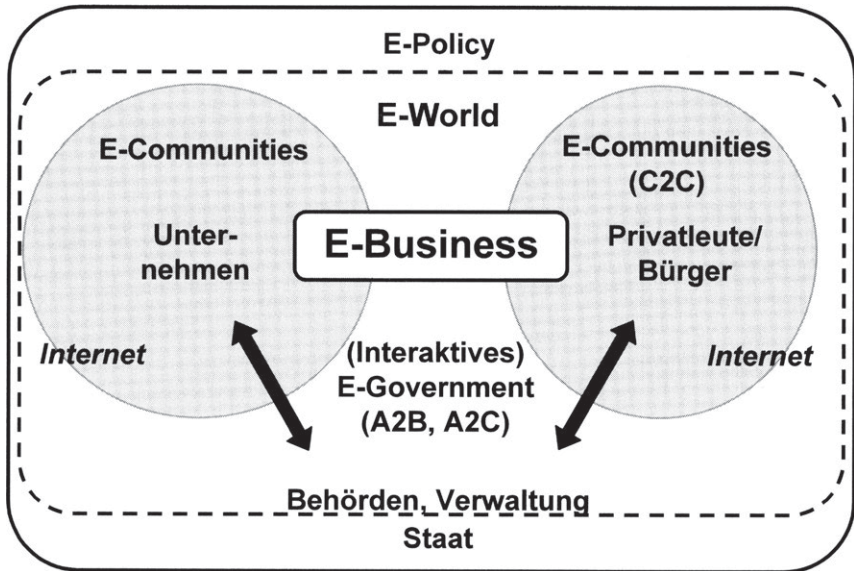 E-Policy
E-World
E-Communities
E-Communities
(C2C)
Unter-
nehmen
E-Business
Privatleute/
Bürger
Internet
(Interaktives)
E-Government
(A2B, A2C)
Internet
Behörden, Verwaltung
Staat